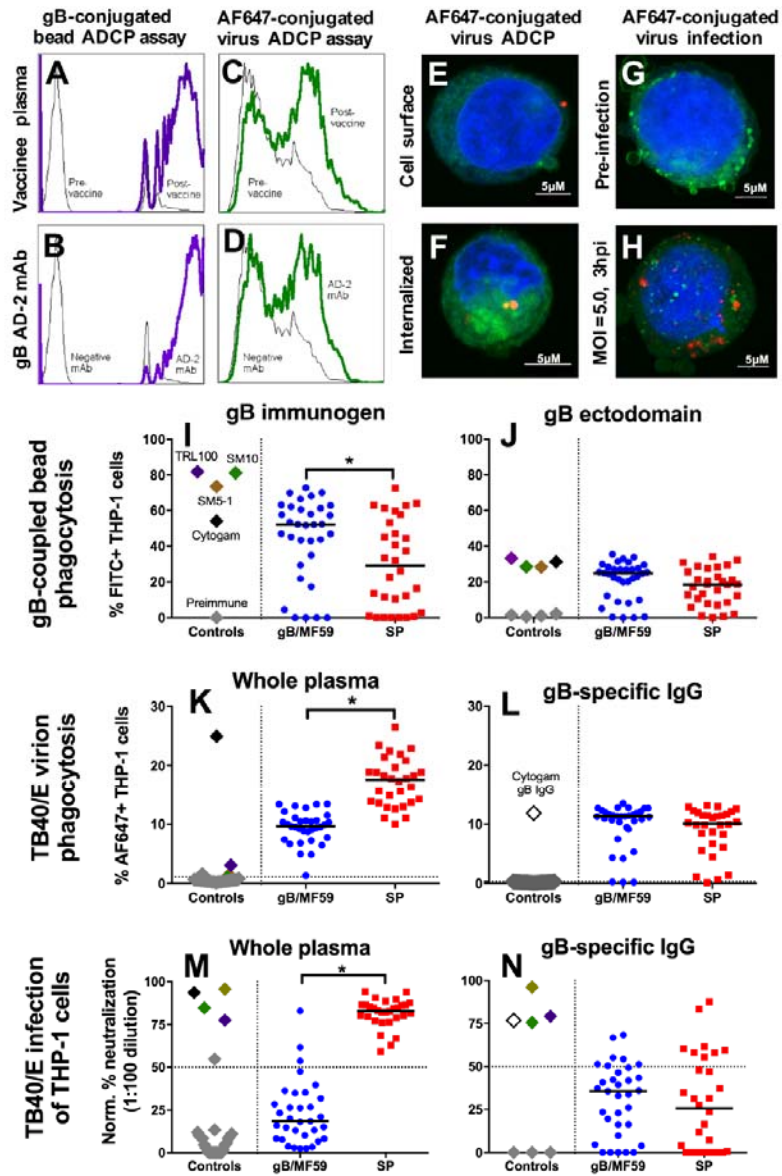 gB-conjugated
bead ADCP assay
AF647-conjugated
virus ADCP assay
AF647-conjugated
virus ADCP
AF647-conjugated
virus infection
Vaccinee plasma
A
Pre-
vaccine
Post-
vaccine
C
Post-
vaccine
Pre-
vaccine
Cell surface
E
5µM
Pre-infection
G
5µM
gB AD-2 mAb
B
Negative
mAb
AD-2
mAb
D
AD-2
mAb
Negative
mAb
Internalized
F
5µM
MOI = 5.0, 3hpi
H
5µM
gB-coupled bead
phagocytosis
gB immunogen
I
% FITC+ THP-1 cells
100
80
60
40
20
0
TRL100
SM10
SM5-1
Cytogam
Preimmune
*
Controls
gB/MF59
SP
gB ectodomain
J
100
80
60
40
20
0
Controls
gB/MF59
SP
TB40/E virion
phagocytosis
Whole plasma
K
% AF647+ THP-1 cells
30
20
10
0
*
Controls
gB/MF59
SP
gB-specific IgG
L
30
20
10
0
Cytogam
gB IgG
Controls
gB/MF59
SP
TB40/E infection
of THP-1 cells
Whole plasma
M
Norm. % neutralization
(1:100 dilution)
100
75
50
25
0
*
Controls
gB/MF59
SP
gB-specific IgG
N
100
75
50
25
0
Controls
gB/MF59
SP